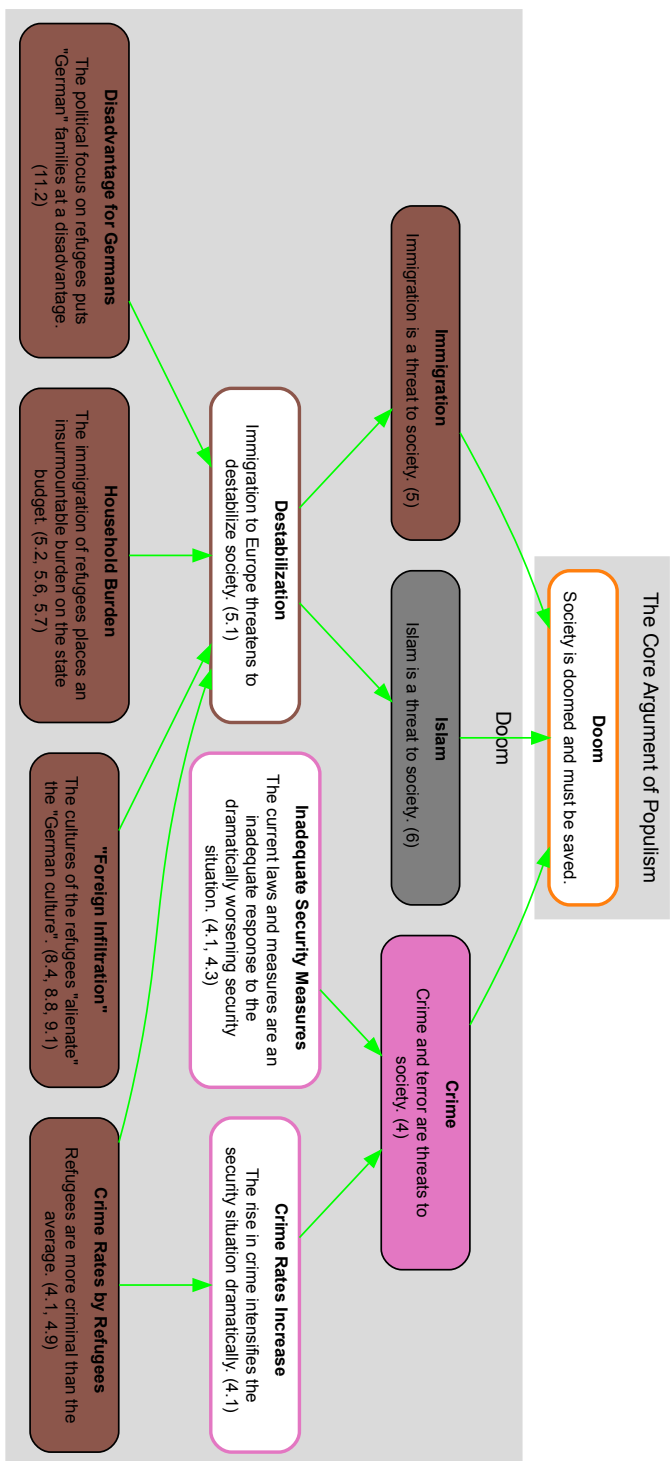 The Core Argument of Populism
Doom
Society is doomed and must be saved.
Doom
Immigration
Immigration is a threat to society. (5)
Islam
Islam is a threat to society. (6)
Crime
Crime and terror are threats to
society. (4)
Destabilization
Immigration to Europe threatens to
destabilize society. (5.1)
Inadequate Security Measures
The current laws and measures are an
inadequate response to the
dramatically worsening security
situation. (4.1, 4.3)
Crime Rates Increase
The rise in crime intensifies the
security situation dramatically. (4.1)
Disadvantage for Germans
The political focus on refugees puts
"German" families at a disadvantage.
(11.2)
Household Burden
The immigration of refugees places an
insurmountable burden on the state
budget. (5.2, 5.6, 5.7)
"Foreign Infiltration"
The cultures of the refugees "alienate"
the "German culture". (8.4, 8.8, 9.1)
Crime Rates by Refugees
Refugees are more criminal than the
average. (4.1, 4.9)